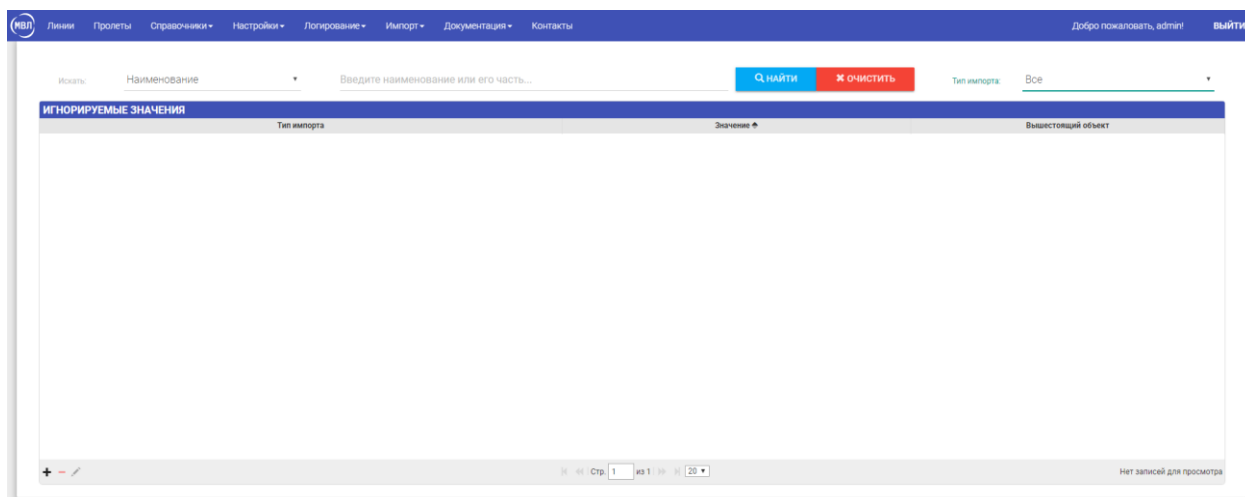 МВЛ Линии Пролеты Справочники Настройки Логирование Импорт Документация Контакты Добро пожаловать, admin! ВЫЙТИ
Искать: Наименование Введите наименование или его часть... НАЙТИ ОЧИСТИТЬ Тип импорта: Все
ИГНОРИРУЕМЫЕ ЗНАЧЕНИЯ
Тип импорта Значение Вышестоящий объект
Стр. 1 из 1 20 Нет записей для просмотра